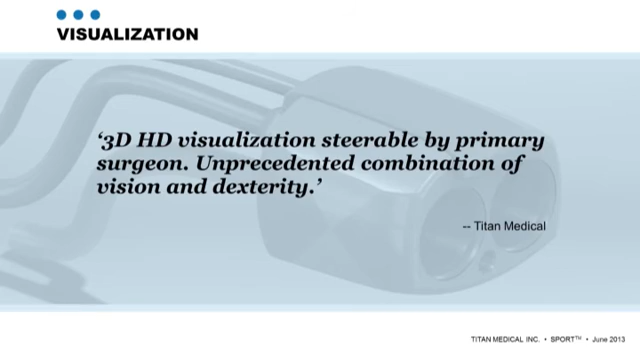 VISUALIZATION
‘3D HD visualization steerable by primary
surgeon. Unprecedented combination of
vision and dexterity.’
-- Titan Medical
TITAN MEDICAL INC. • SPORT™ • June 2013